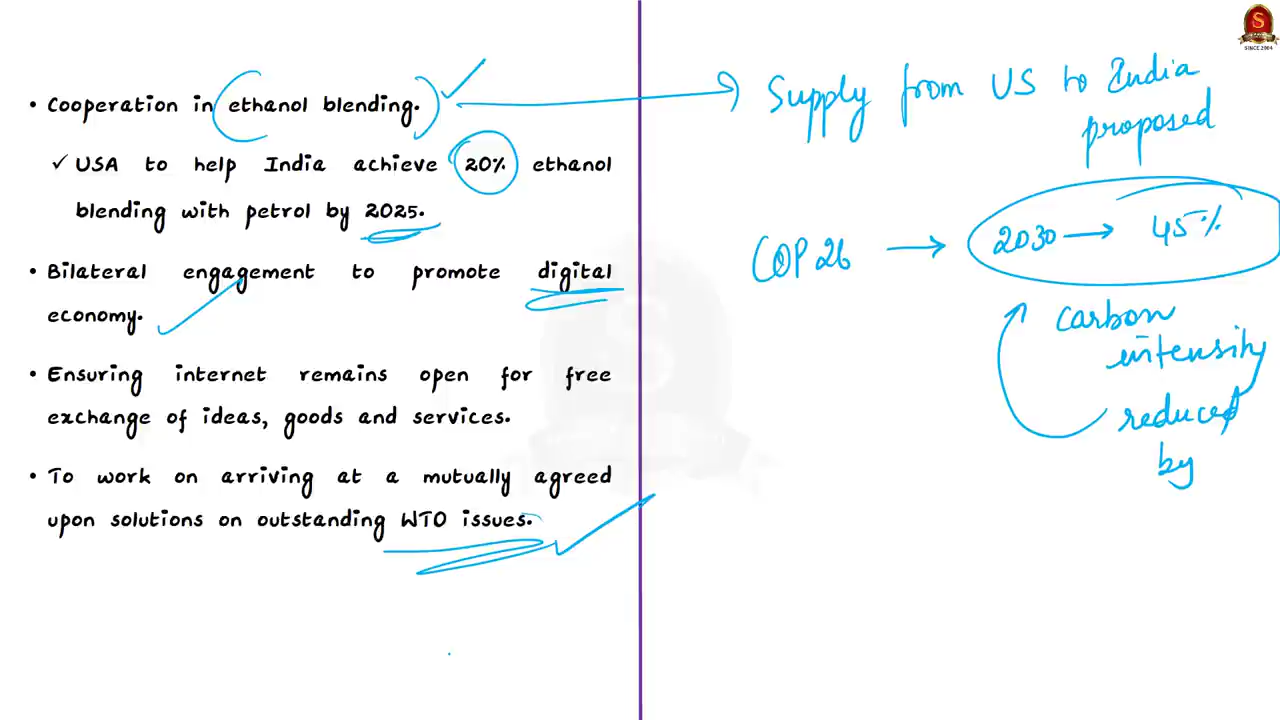 • Cooperation in ethanol blending.
✓ USA to help India achieve 20% ethanol
blending with petrol by 2025.
• Bilateral engagement to promote digital
economy.
• Ensuring internet remains open for free
exchange of ideas, goods and services.
• To work on arriving at a mutually agreed
upon solutions on outstanding WTO issues.
Supply from US to India
proposed
COP26 → 2030 → 45%
carbon
intensity
reduced
by
S
SINCE 2004